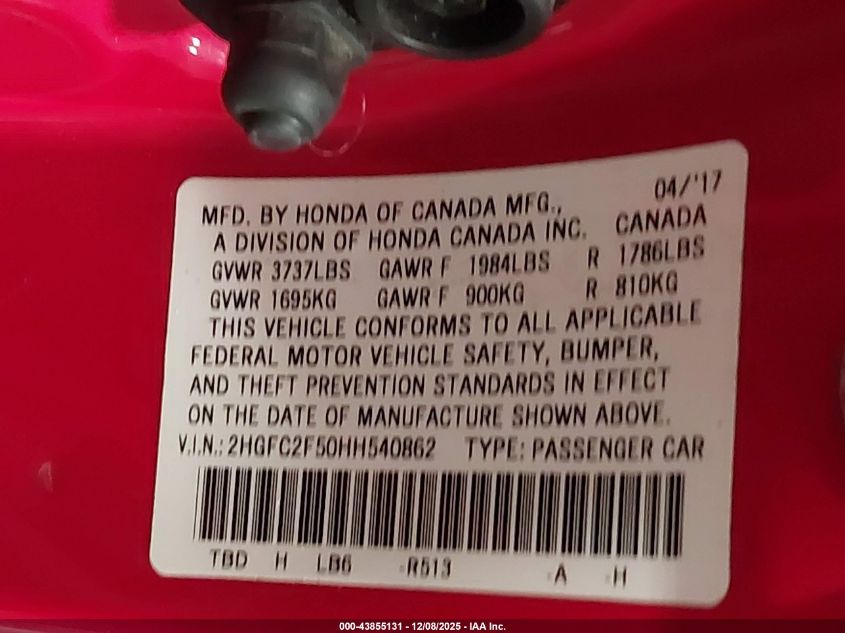 04/'17
MFD. BY HONDA OF CANADA MFG.,
A DIVISION OF HONDA CANADA INC. CANADA
GVWR 3737LBS GAWR F 1984LBS R 1786LBS
GVWR 1695KG GAWR F 900KG R 810KG
THIS VEHICLE CONFORMS TO ALL APPLICABLE
FEDERAL MOTOR VEHICLE SAFETY, BUMPER,
AND THEFT PREVENTION STANDARDS IN EFFECT
ON THE DATE OF MANUFACTURE SHOWN ABOVE.
V.I.N.: 2HGFC2F50HH540862 TYPE: PASSENGER CAR
TBD H LB6 -R513 -A -H
000-43855131 - 12/08/2025 - IAA Inc.